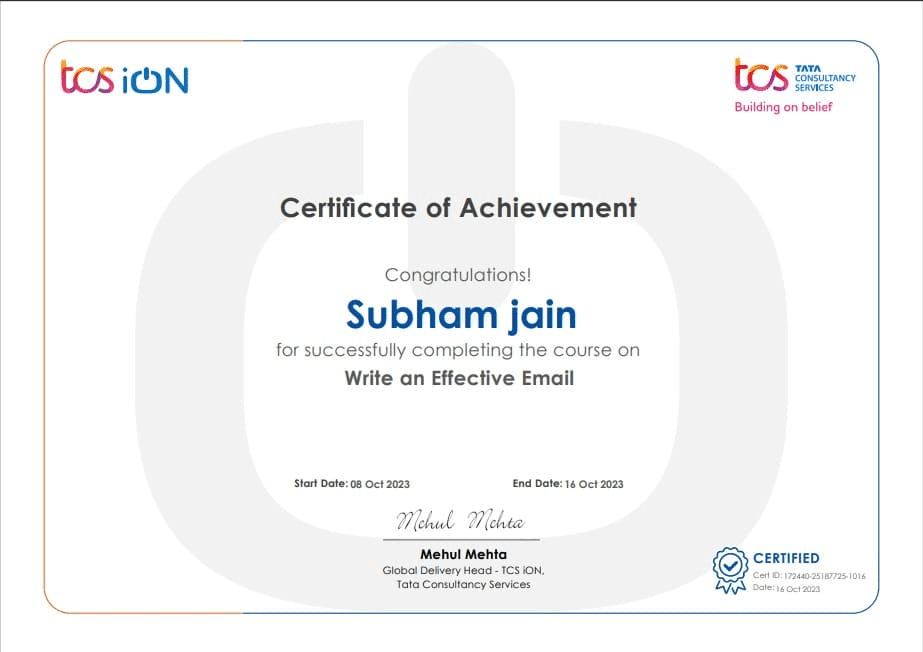 tcs iON
tcs TATA
CONSULTANCY
SERVICES
Building on belief
Certificate of Achievement
Congratulations!
Subham jain
for successfully completing the course on
Write an Effective Email
Start Date: 08 Oct 2023 End Date: 16 Oct 2023
Mehul Mehta
Mehul Mehta
Global Delivery Head - TCS iON,
Tata Consultancy Services
CERTIFIED
Cert ID: 172440-25187725-1016
Date: 16 Oct 2023